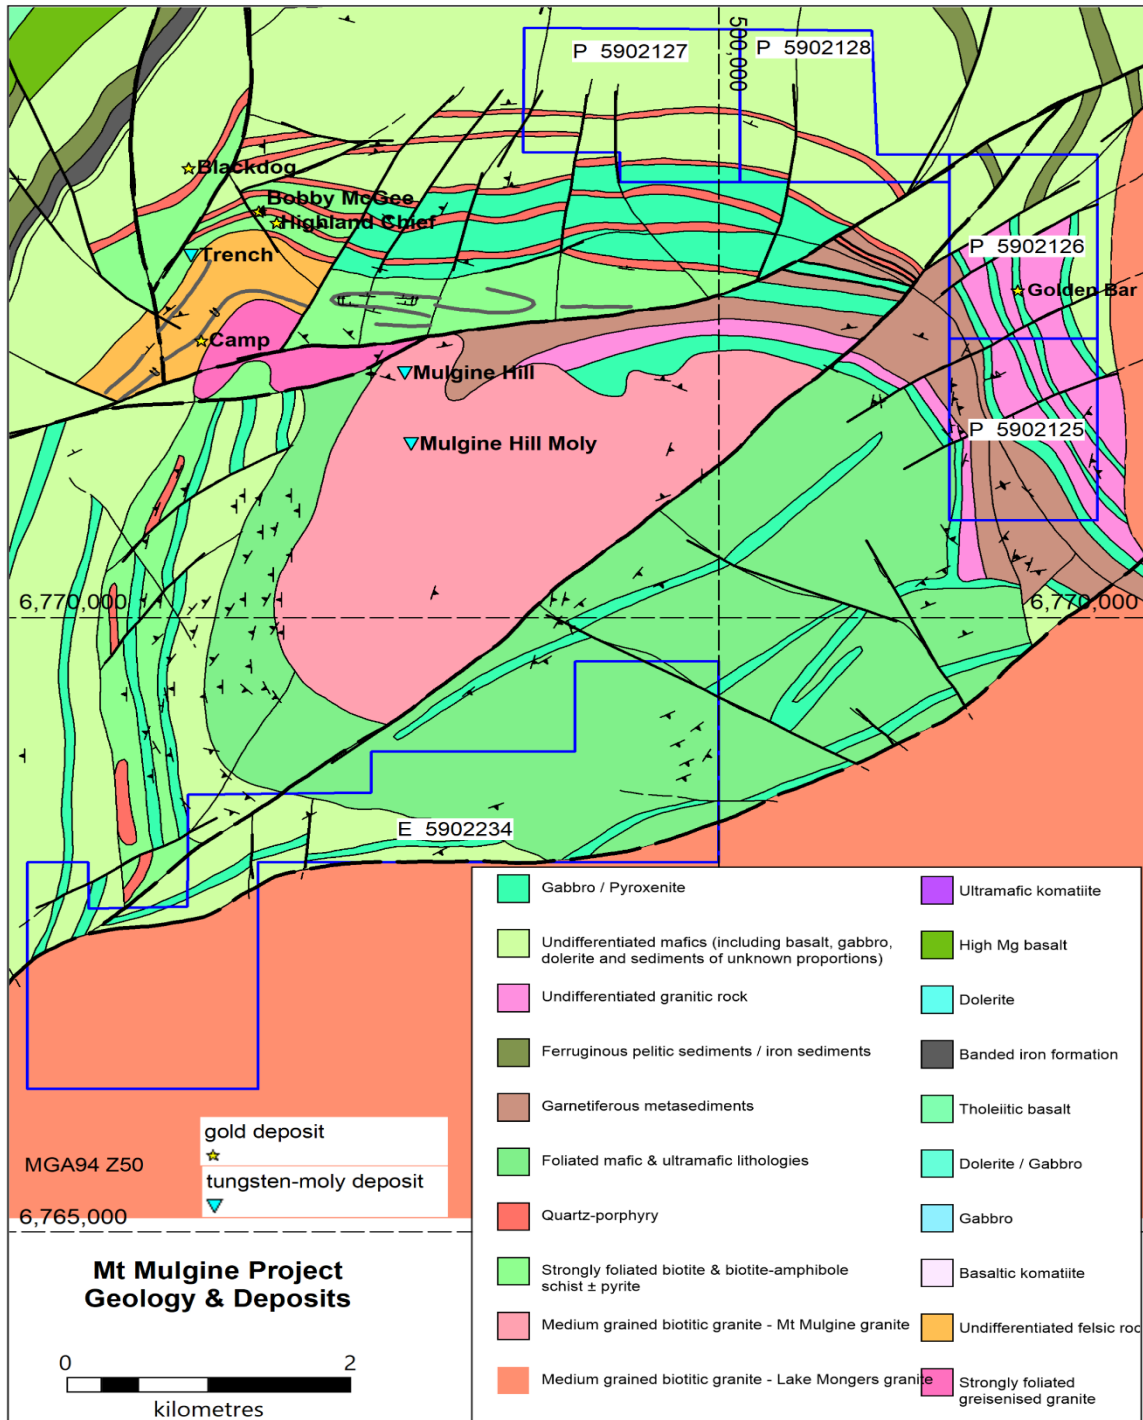 P 5902127
P 5902128
500,000
Blackdog
Bobby McGee
Highland Chief
Trench
P 5902126
Golden Bar
Camp
Mulgine Hill
Mulgine Hill Moly
P 5902125
6,770,000
6,770,000
E 5902234
Gabbro / Pyroxenite
Undifferentiated mafics (including basalt, gabbro,
dolerite and sediments of unknown proportions)
Undifferentiated granitic rock
Ferruginous pelitic sediments / iron sediments
Garnetiferous metasediments
Foliated mafic & ultramafic lithologies
Quartz-porphyry
Strongly foliated biotite & biotite-amphibole
schist ± pyrite
Medium grained biotitic granite - Mt Mulgine granite
Medium grained biotitic granite - Lake Mongers granite
Ultramafic komatiite
High Mg basalt
Dolerite
Banded iron formation
Tholeiitic basalt
Dolerite / Gabbro
Gabbro
Basaltic komatiite
Undifferentiated felsic roc
Strongly foliated
greisenised granite
gold deposit
MGA94 Z50
tungsten-moly deposit
6,765,000
Mt Mulgine Project
Geology & Deposits
0 2
kilometres